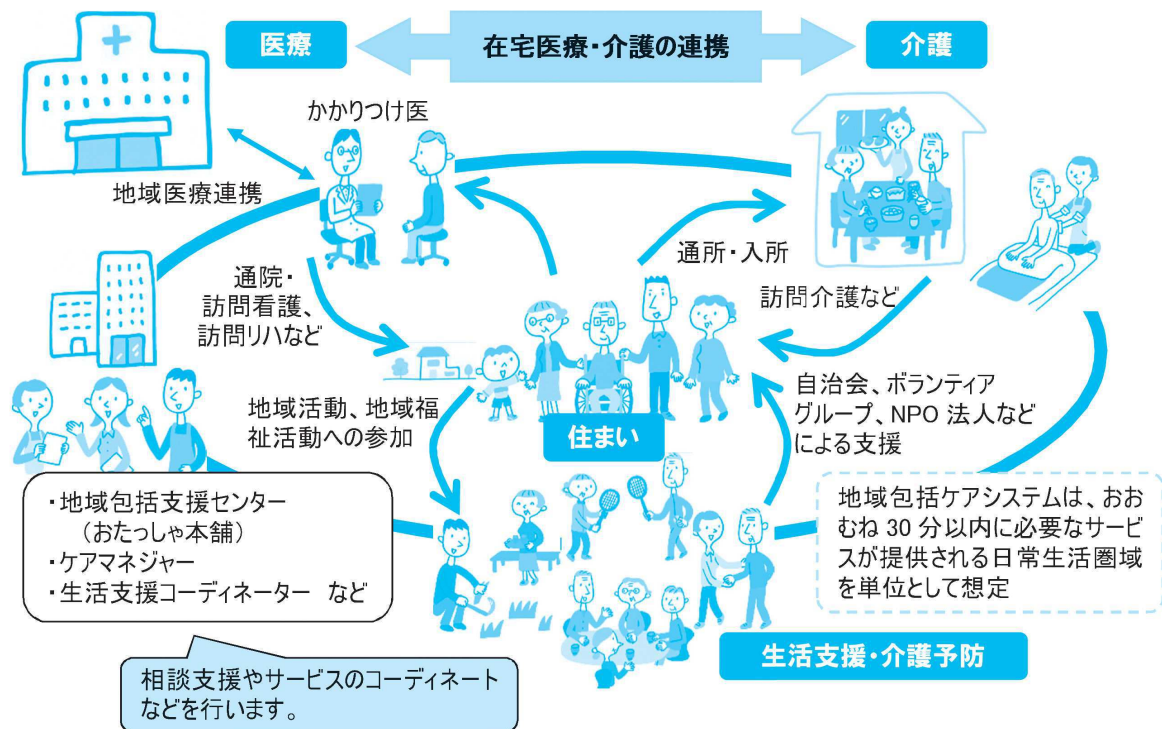 医療
在宅医療・介護の連携
介護
かかりつけ医
地域医療連携
通院・
訪問看護、
訪問リハなど
通所・入所
訪問介護など
地域活動、地域福
祉活動への参加
住まい
自治会、ボランティア
グループ、NPO 法人など
による支援
・地域包括支援センター
（おたっしゃ本舗）
・ケアマネジャー
・生活支援コーディネーター など
地域包括ケアシステムは、おお
むね 30 分以内に必要なサービ
スが提供される日常生活圏域
を単位として想定
生活支援・介護予防
相談支援やサービスのコーディネート
などを行います。